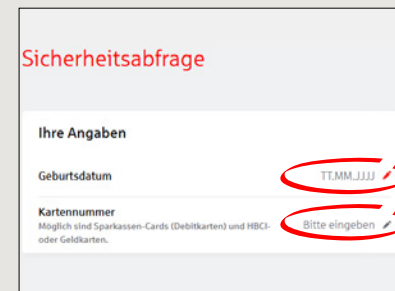 Sicherheitsabfrage
Ihre Angaben
Geburtsdatum TT.MM.JJJJ
Kartennummer
Möglich sind Sparkassen-Cards (Debitkarten) und HBCI- Bitte eingeben
oder Geldkarten.